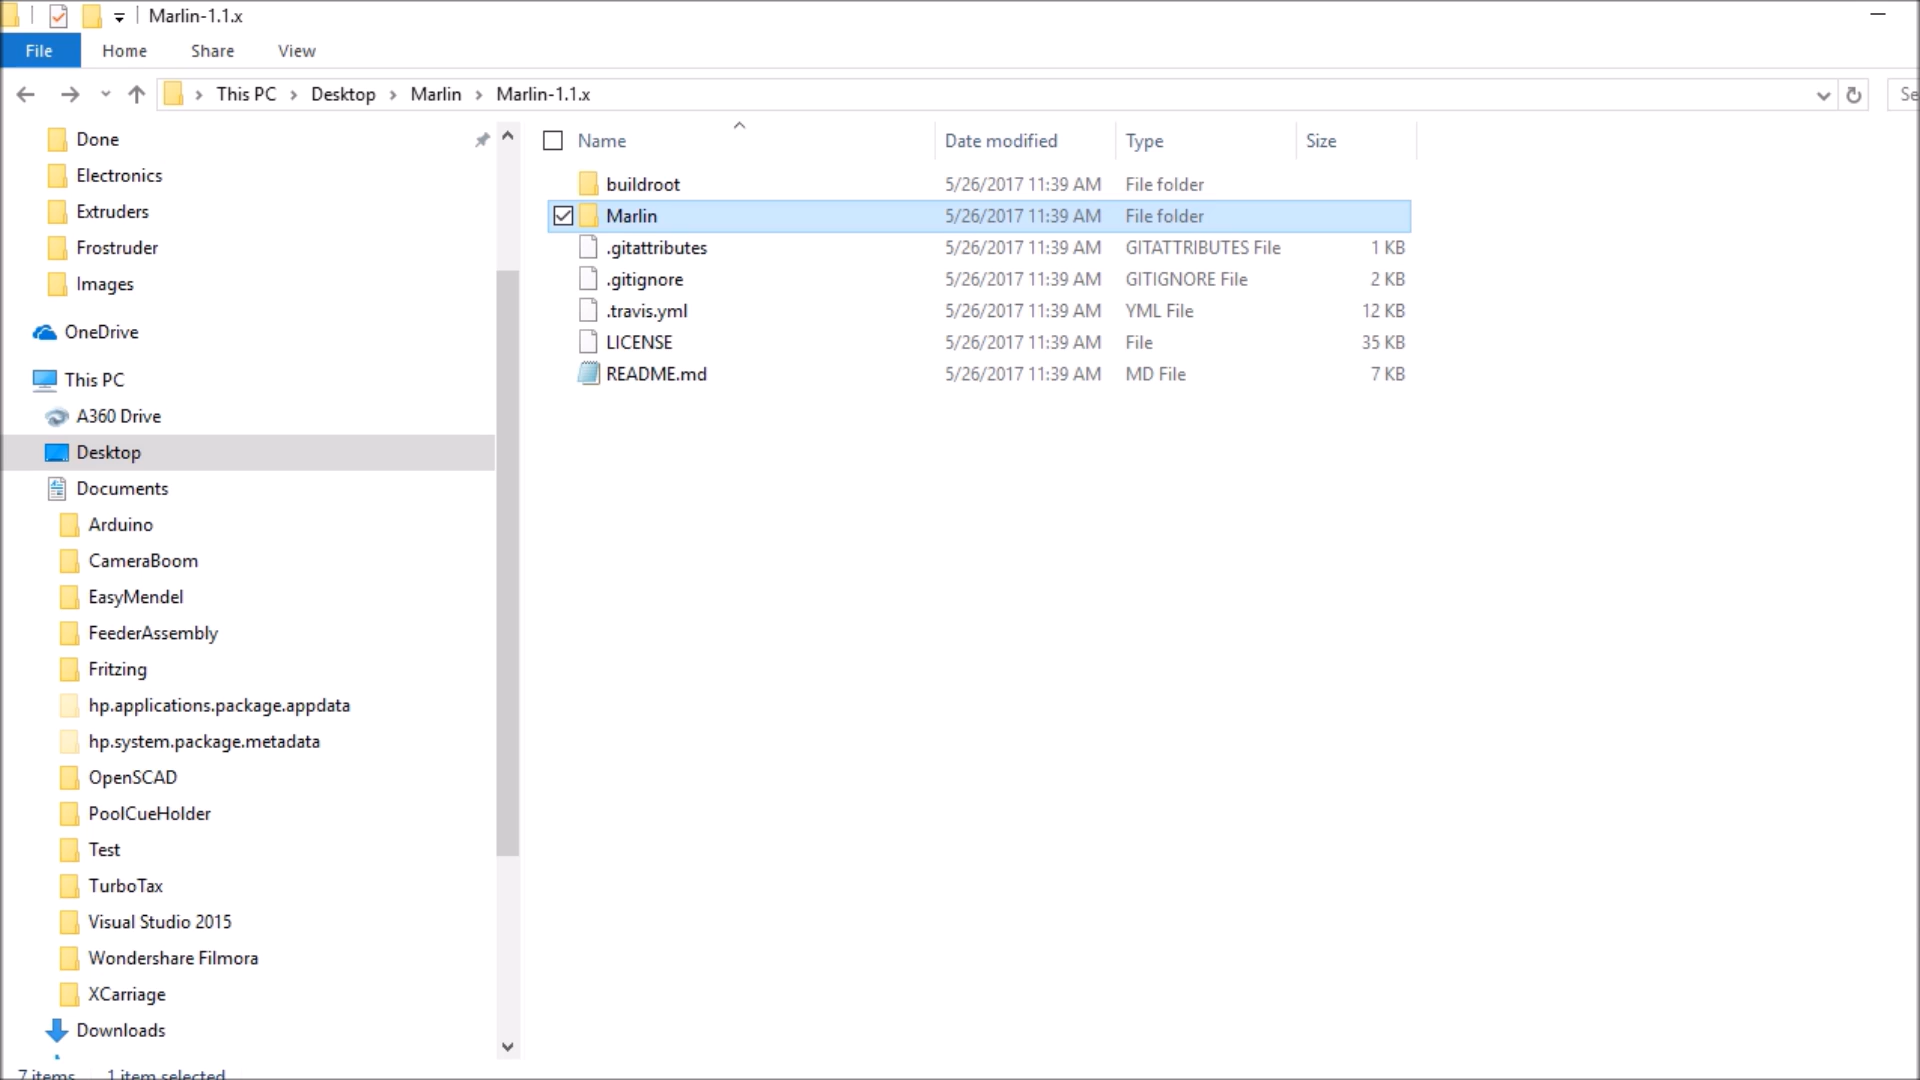 Marlin-1.1.x
File Home Share View
This PC Desktop Marlin Marlin-1.1.x
Done
Electronics
Extruders
Frostruder
Images
OneDrive
This PC
A360 Drive
Desktop
Documents
Arduino
CameraBoom
EasyMendel
FeederAssembly
Fritzing
hp.applications.package.appdata
hp.system.package.metadata
OpenSCAD
PoolCueHolder
Test
TurboTax
Visual Studio 2015
Wondershare Filmora
XCarriage
Downloads
Name Date modified Type Size
buildroot 5/26/2017 11:39 AM File folder
Marlin 5/26/2017 11:39 AM File folder
.gitattributes 5/26/2017 11:39 AM GITATTRIBUTES File 1 KB
.gitignore 5/26/2017 11:39 AM GITIGNORE File 2 KB
.travis.yml 5/26/2017 11:39 AM YML File 12 KB
LICENSE 5/26/2017 11:39 AM File 35 KB
README.md 5/26/2017 11:39 AM MD File 7 KB
7 items 1 item selected